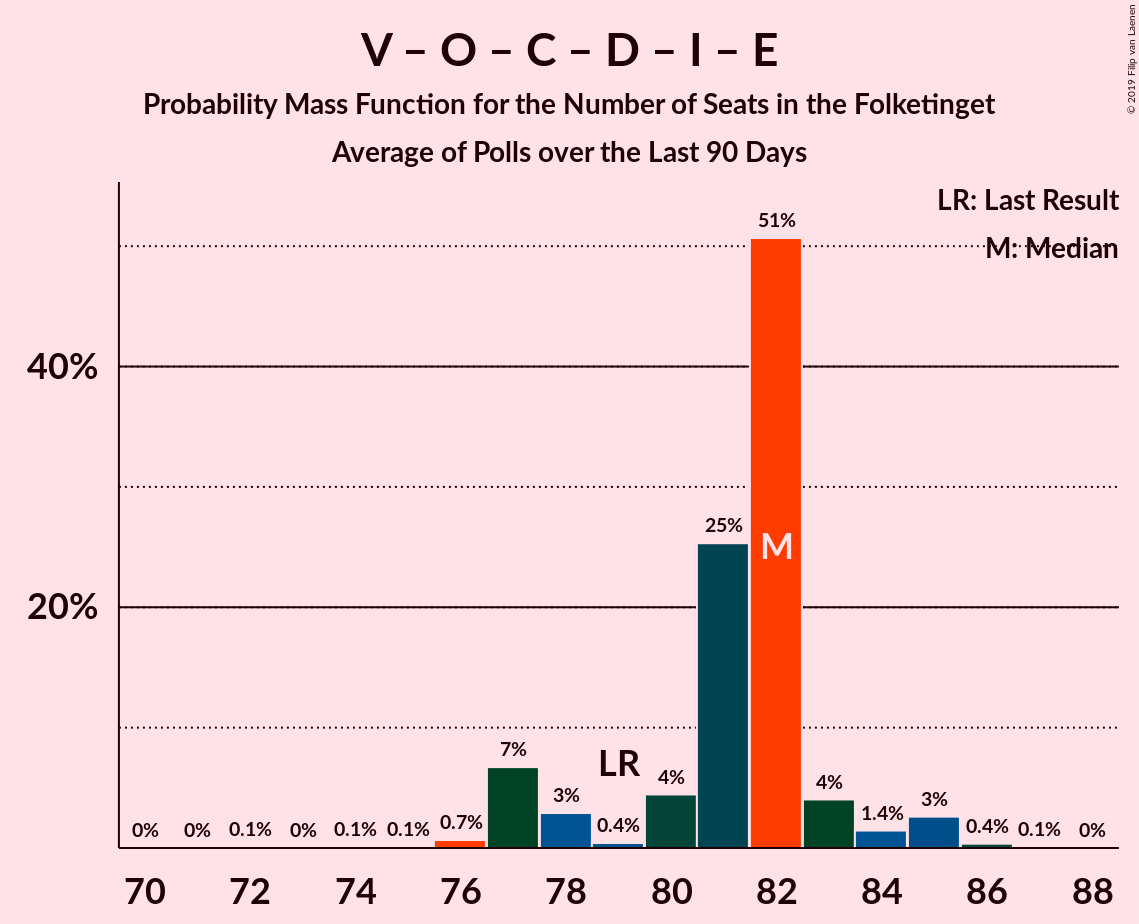 V – O – C – D – I – E
Probability Mass Function for the Number of Seats in the Folketinget
Average of Polls over the Last 90 Days
© 2019 Filip van Laenen
LR: Last Result
M: Median
40%
20%
0%
0%
0.1%
0%
0.1%
0.1%
0.7%
7%
3%
0.4%
LR
4%
25%
51%
M
4%
1.4%
3%
0.4%
0.1%
0%
70 72 74 76 78 80 82 84 86 88